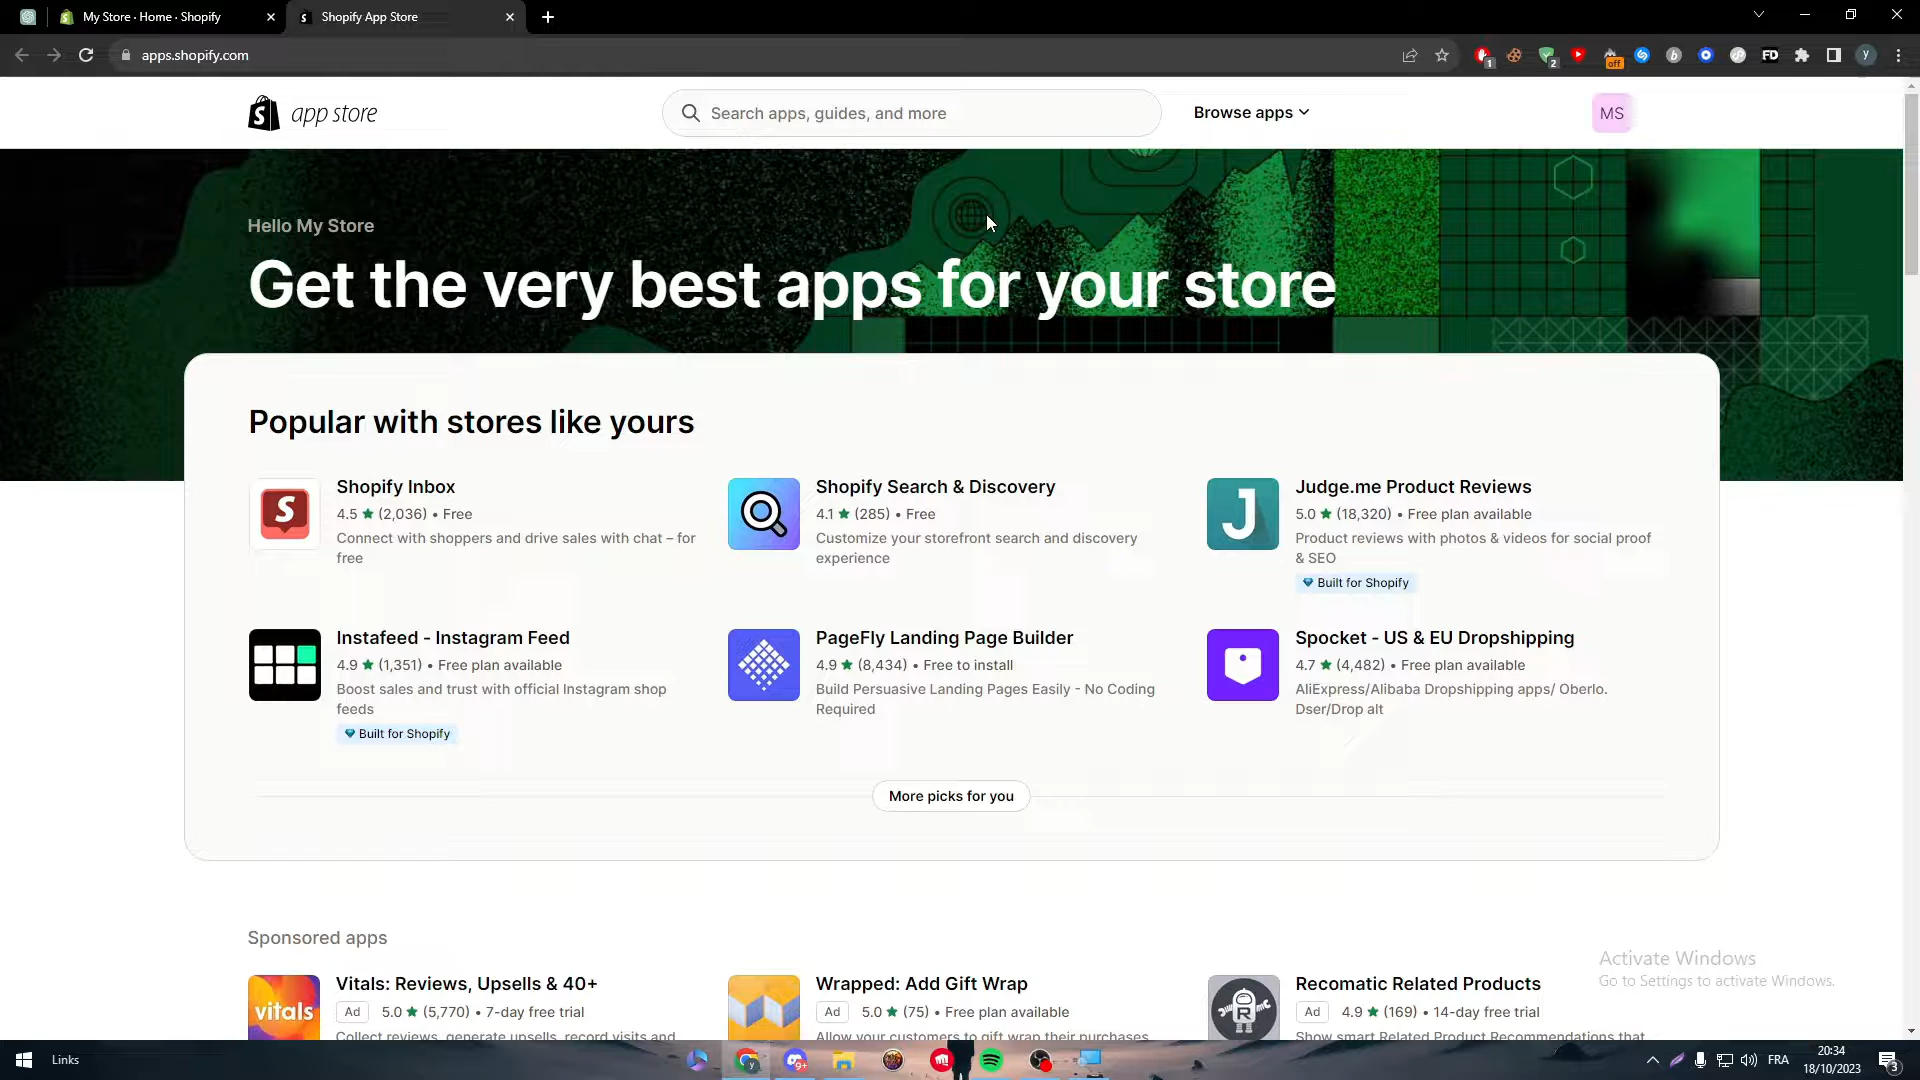 My Store · Home · Shopify
Shopify App Store
apps.shopify.com
1
2
off
b
FD
y
app store
Search apps, guides, and more
Browse apps
MS
Hello My Store
Get the very best apps for your store
Popular with stores like yours
Shopify Inbox
4.5 ★ (2,036) • Free
Connect with shoppers and drive sales with chat – for
free
Shopify Search & Discovery
4.1 ★ (285) • Free
Customize your storefront search and discovery
experience
Judge.me Product Reviews
5.0 ★ (18,320) • Free plan available
Product reviews with photos & videos for social proof
& SEO
Built for Shopify
Instafeed - Instagram Feed
4.9 ★ (1,351) • Free plan available
Boost sales and trust with official Instagram shop
feeds
Built for Shopify
PageFly Landing Page Builder
4.9 ★ (8,434) • Free to install
Build Persuasive Landing Pages Easily - No Coding
Required
Spocket - US & EU Dropshipping
4.7 ★ (4,482) • Free plan available
AliExpress/Alibaba Dropshipping apps/ Oberlo.
Dser/Drop alt
More picks for you
Sponsored apps
vitals
Vitals: Reviews, Upsells & 40+
Ad 5.0 ★ (5,770) • 7-day free trial
Collect reviews, generate upsells, record visits and
Wrapped: Add Gift Wrap
Ad 5.0 ★ (75) • Free plan available
Allow your customers to gift wrap their purchases
Recomatic Related Products
Ad 4.9 ★ (169) • 14-day free trial
Show smart Related Product Recommendations that
Activate Windows
Go to Settings to activate Windows.
Links
9+
FRA
20:34
18/10/2023
3